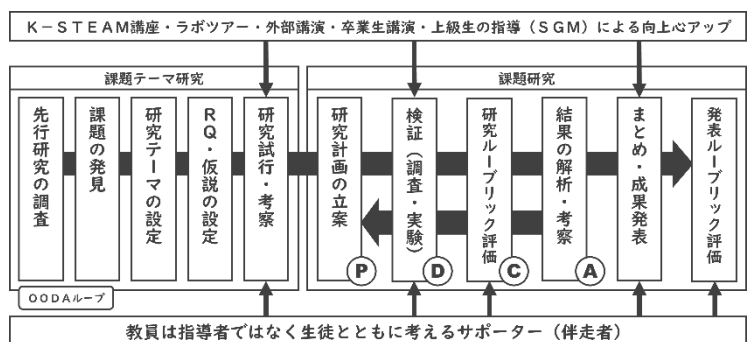 K－STEAM講座・ラボツアー・外部講演・卒業生講演・上級生の指導（SGM）による向上心アップ
課題テーマ研究
課題研究
先行研究の調査
課題の発見
研究テーマの設定
RQ・仮説の設定
研究試行・考察
研究計画の立案
P
検証（調査・実験）
D
研究ルーブリック評価
C
結果の解析・考察
A
まとめ・成果発表
発表ルーブリック評価
OODAループ
教員は指導者ではなく生徒とともに考えるサポーター（伴走者）